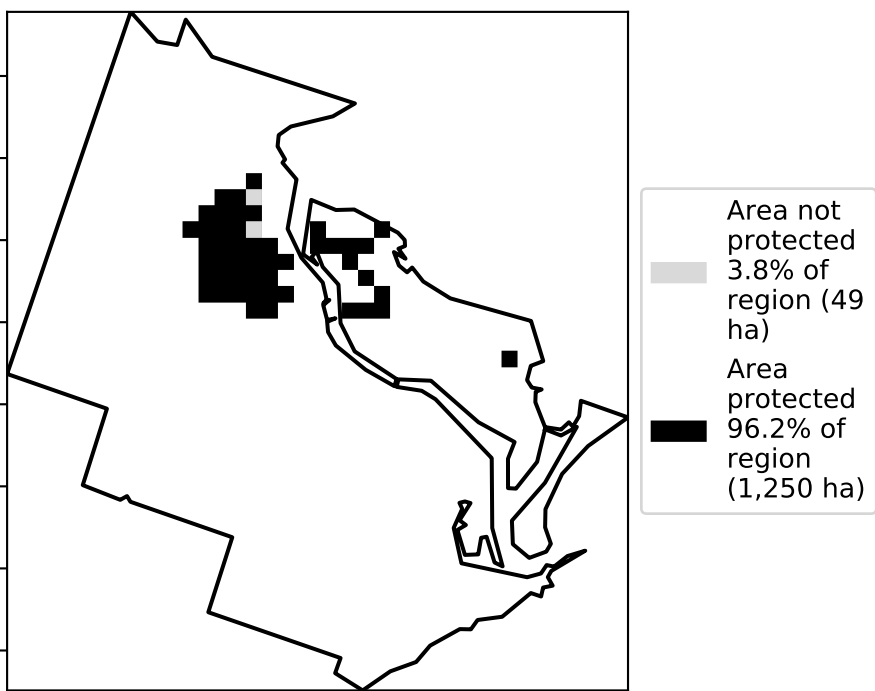 Area not
protected
3.8% of
region (49
ha)
Area
protected
96.2% of
region
(1,250 ha)